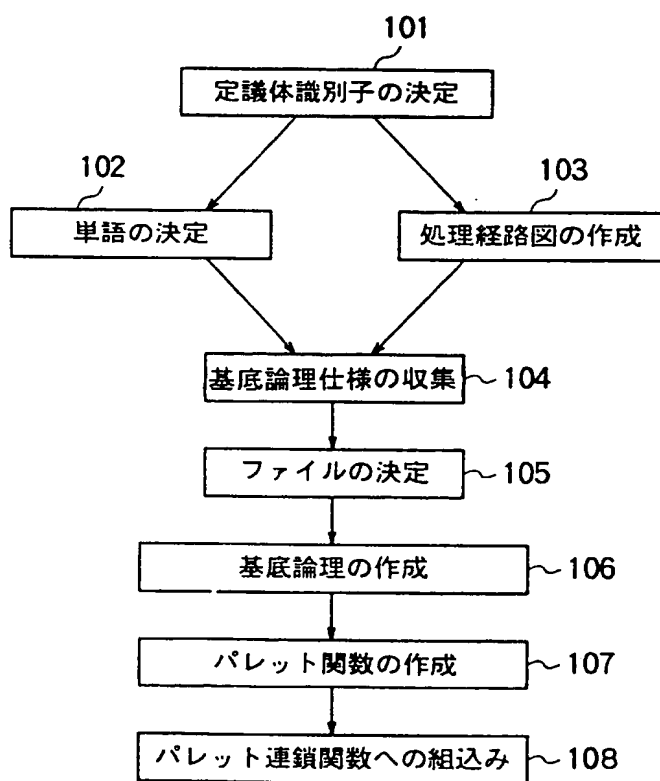 101
定議体識別子の決定
102
103
単語の決定
処理経路図の作成
基底論理仕様の収集 104
ファイルの決定 105
基底論理の作成 106
パレット関数の作成 107
パレット連鎖関数への組込み 108